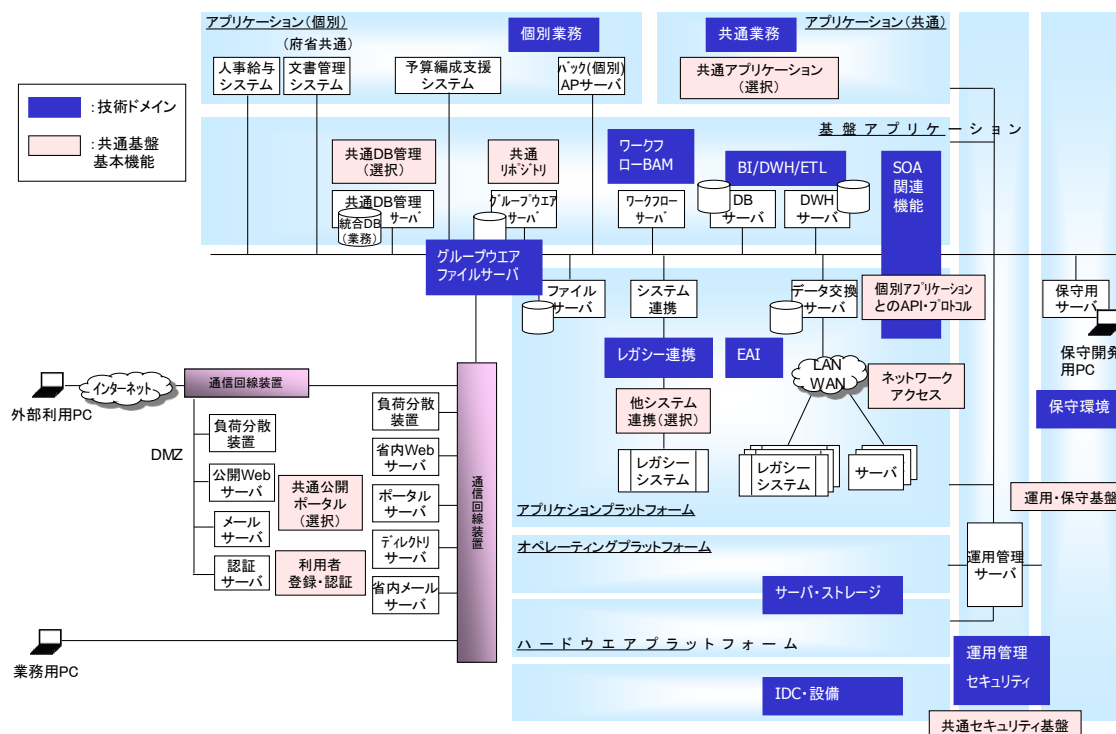 アプリケーション(個別)
個別業務
(府省共通)
人事給与
システム
文書管理
システム
予算編成支援
システム
バック(個別)
APサーバ
アプリケーション(共通)
共通業務
共通アプリケーション
(選択)
:技術ドメイン
:共通基盤
基本機能
基盤アプリケーション
共通DB管理
(選択)
共通DB管理
サーバ
統合DB
(業務)
共通
リポジトリ
グループウエア
サーバ
ワークフ
ローBAM
ワークフロー
サーバ
BI/DWH/ETL
DB
サーバ
DWH
サーバ
SOA
関連
機能
グループウエア
ファイルサーバ
ファイル
サーバ
システム
連携
データ交換
サーバ
個別アプリケーション
とのAPI・プロトコル
保守用
サーバ
保守開発
用PC
レガシー連携
EAI
LAN
WAN
ネットワーク
アクセス
他システム
連携(選択)
保守環境
レガシー
システム
レガシー
システム
サーバ
運用・保守基盤
外部利用PC
インターネット
通信回線装置
DMZ
負荷分散
装置
公開Web
サーバ
共通公開
ポータル
(選択)
メール
サーバ
認証
サーバ
利用者
登録・認証
負荷分散
装置
省内Web
サーバ
ポータル
サーバ
ディレクトリ
サーバ
省内メール
サーバ
通信回線装置
業務用PC
アプリケションプラットフォーム
オペレーティングプラットフォーム
サーバ・ストレージ
運用管理
サーバ
ハードウエアプラットフォーム
IDC・設備
運用管理
セキュリティ
共通セキュリティ基盤